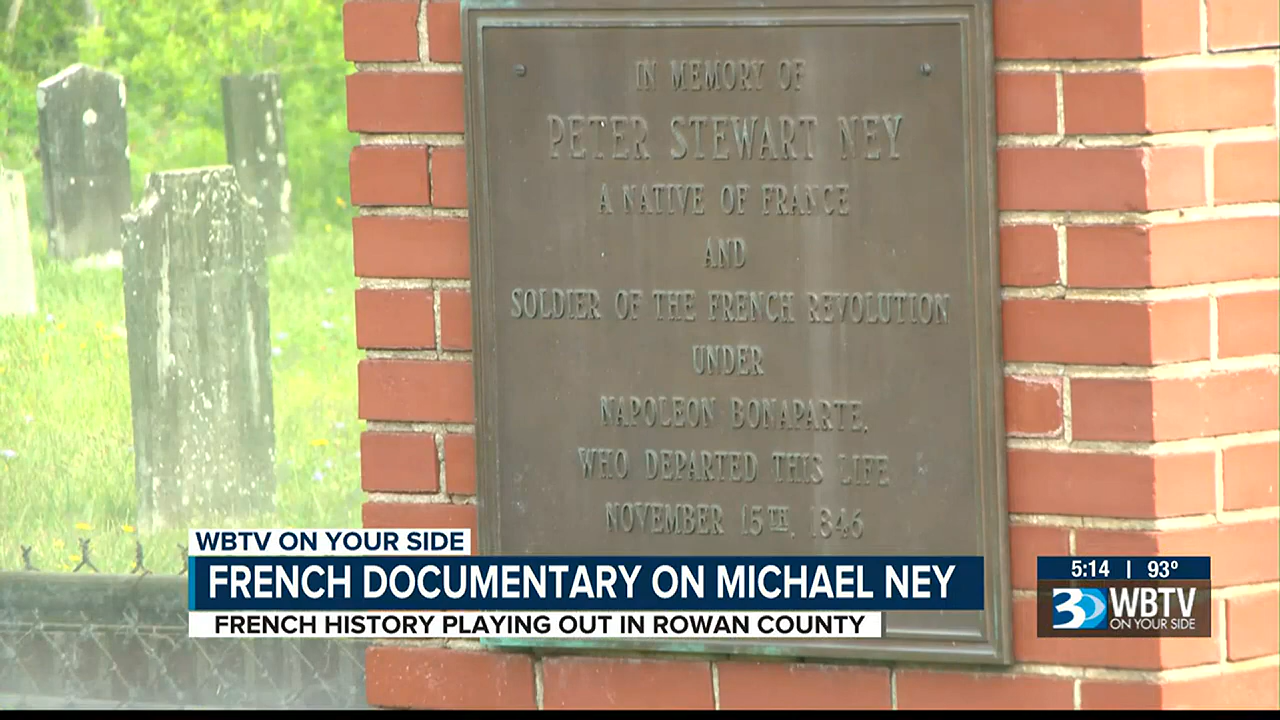 IN MEMORY OF
PETER STEWART NEY
A NATIVE OF FRANCE
AND
SOLDIER OF THE FRENCH REVOLUTION
UNDER
NAPOLEON BONAPARTE,
WHO DEPARTED THIS LIFE
NOVEMBER 15TH, 1846
WBTV ON YOUR SIDE
FRENCH DOCUMENTARY ON MICHAEL NEY
FRENCH HISTORY PLAYING OUT IN ROWAN COUNTY
5:14 | 93°
3 WBTV
ON YOUR SIDE